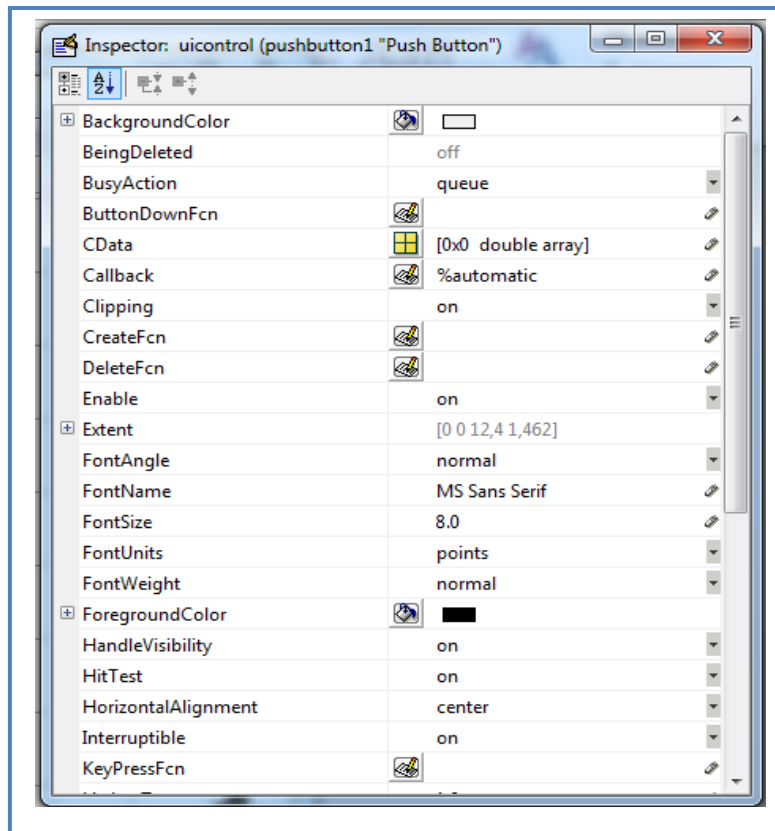 Inspector: uicontrol (pushbutton1 "Push Button")
BackgroundColor
BeingDeleted off
BusyAction queue
ButtonDownFcn
CData [0x0 double array]
Callback %automatic
Clipping on
CreateFcn
DeleteFcn
Enable on
Extent [0 0 12,4 1,462]
FontAngle normal
FontName MS Sans Serif
FontSize 8.0
FontUnits points
FontWeight normal
ForegroundColor
HandleVisibility on
HitTest on
HorizontalAlignment center
Interruptible on
KeyPressFcn